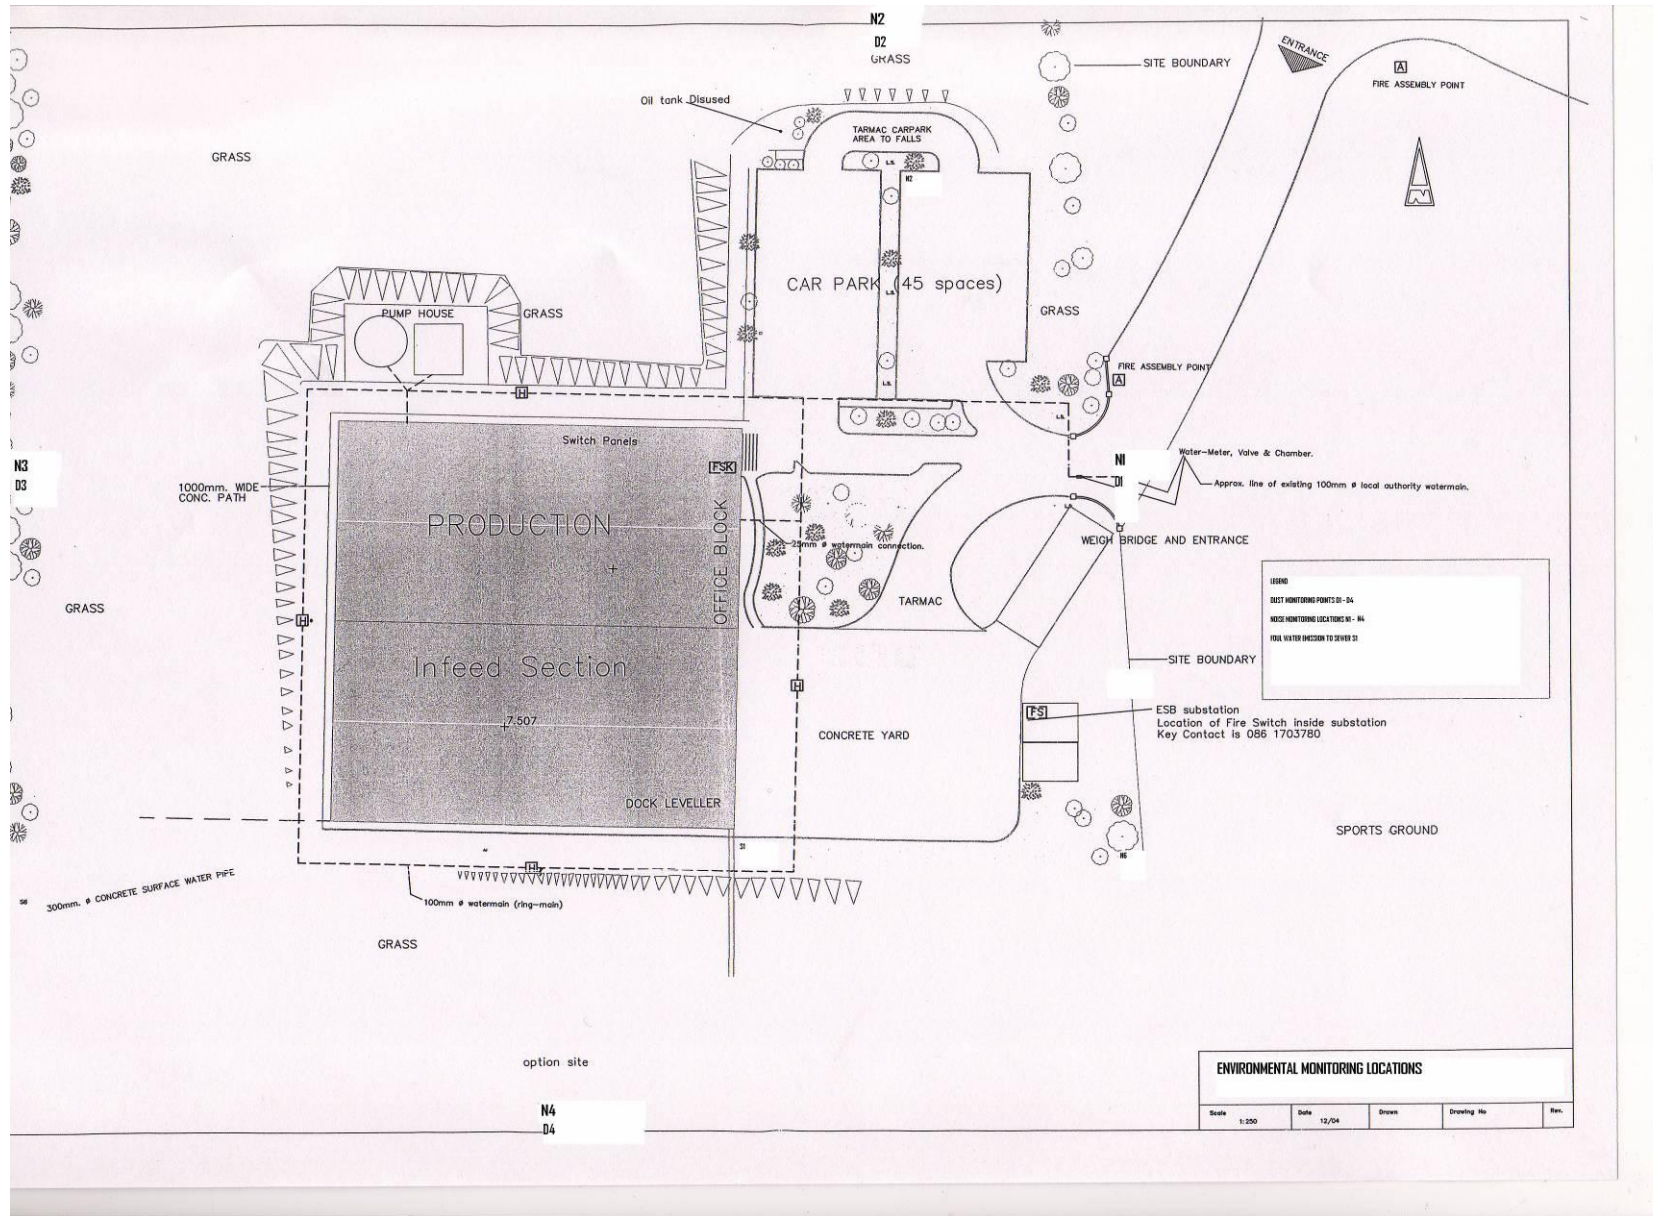 N2
D2
GRASS
SITE BOUNDARY
ENTRANCE
A
FIRE ASSEMBLY POINT
Oil tank Disused
TARMAC CARPARK
AREA TO FALLS
L.S.
N2
GRASS
N
CAR PARK (45 spaces)
L.S.
GRASS
PUMP HOUSE
GRASS
FIRE ASSEMBLY POINT
A
L.S.
L.S.
H
Switch Panels
FSK
N3
D3
1000mm. WIDE
CONC. PATH
N1
D1
Water-Meter, Valve & Chamber.
Approx. line of existing 100mm ø local authority watermain.
PRODUCTION
OFFICE BLOCK
25mm ø watermain connection.
WEIGH BRIDGE AND ENTRANCE
GRASS
TARMAC
H
LEGEND
DUST MONITORING POINTS D1 - D4
NOISE MONITORING LOCATIONS N1 - N4
FOUL WATER EMISSION TO SEWER S1
Infeed Section
SITE BOUNDARY
H
7.507
CONCRETE YARD
FS
ESB substation
Location of Fire Switch inside substation
Key Contact is 086 1703780
DOCK LEVELLER
SPORTS GROUND
S1
N6
H
300mm. ø CONCRETE SURFACE WATER PIPE
100mm ø watermain (ring-main)
GRASS
option site
N4
D4
ENVIRONMENTAL MONITORING LOCATIONS
Scale
1:250
Date
12/04
Drawn
Drawing No
Rev.